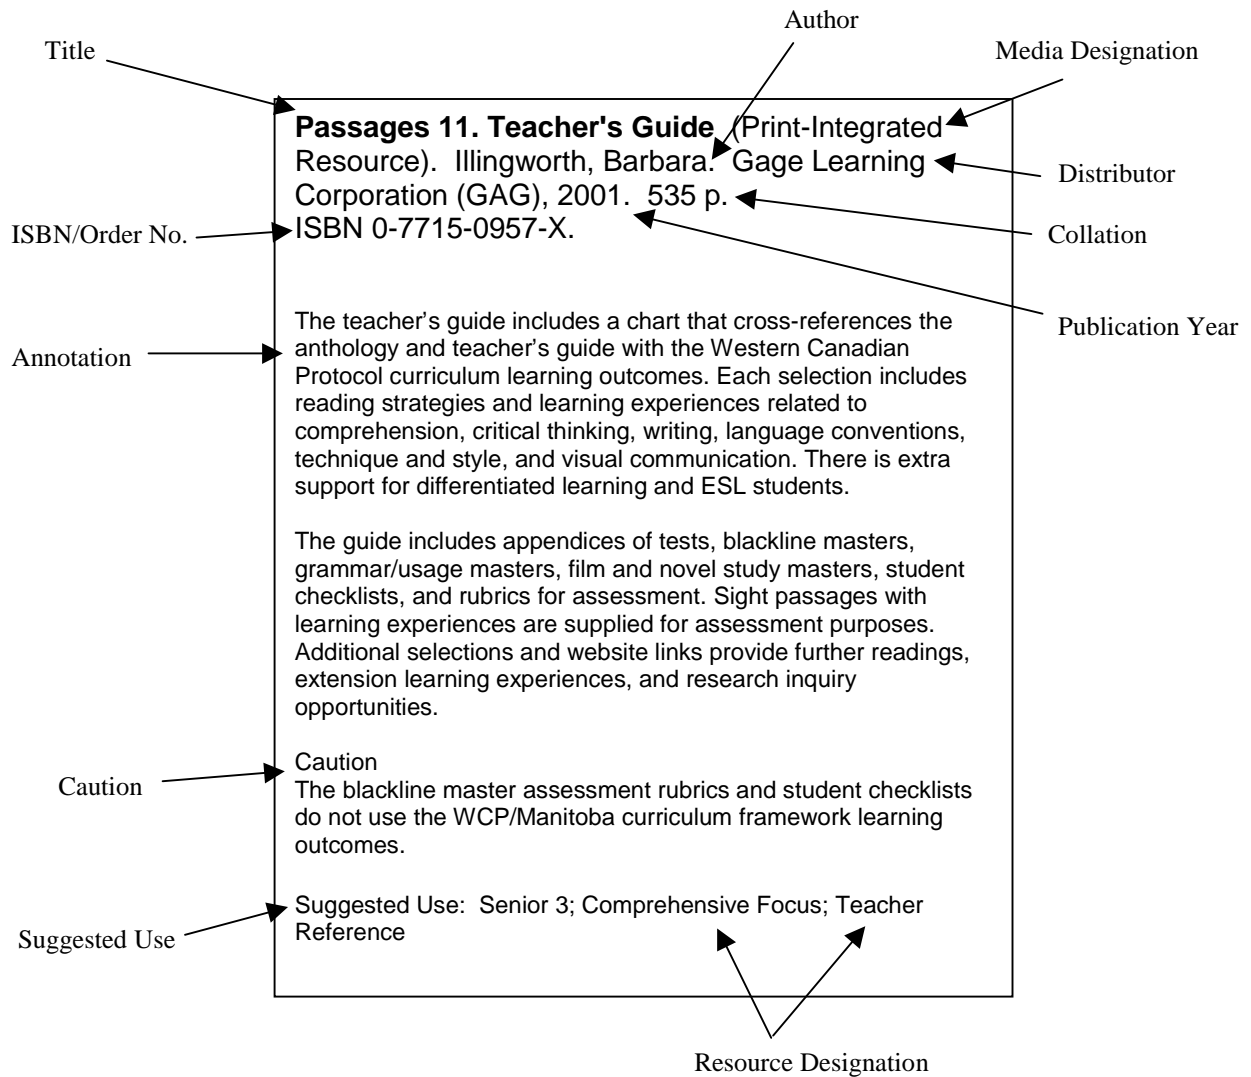 Author
Title
Media Designation
Passages 11. Teacher's Guide (Print-Integrated
Resource). Illingworth, Barbara. Gage Learning
Distributor
Corporation (GAG), 2001. 535 p.
ISBN/Order No.
ISBN 0-7715-0957-X.
Collation
Publication Year
The teacher’s guide includes a chart that cross-references the
Annotation
anthology and teacher’s guide with the Western Canadian
Protocol curriculum learning outcomes. Each selection includes
reading strategies and learning experiences related to
comprehension, critical thinking, writing, language conventions,
technique and style, and visual communication. There is extra
support for differentiated learning and ESL students.
The guide includes appendices of tests, blackline masters,
grammar/usage masters, film and novel study masters, student
checklists, and rubrics for assessment. Sight passages with
learning experiences are supplied for assessment purposes.
Additional selections and website links provide further readings,
extension learning experiences, and research inquiry
opportunities.
Caution
Caution
The blackline master assessment rubrics and student checklists
do not use the WCP/Manitoba curriculum framework learning
outcomes.
Suggested Use: Senior 3; Comprehensive Focus; Teacher
Reference
Suggested Use
Resource Designation